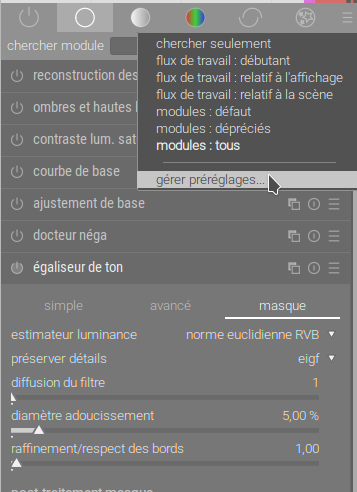 chercher module
chercher seulement
flux de travail : débutant
flux de travail : relatif à l'affichage
flux de travail : relatif à la scène
modules : défaut
modules : dépréciés
modules : tous
gérer préréglages...
reconstruction des
ombres et hautes l
contraste lum. sat
courbe de base
ajustement de base
docteur néga
égaliseur de ton
simple avancé masque
estimateur luminance norme euclidienne RVB
préserver détails eigf
diffusion du filtre 1
diamètre adoucissement 5,00 %
raffinement/respect des bords 1,00